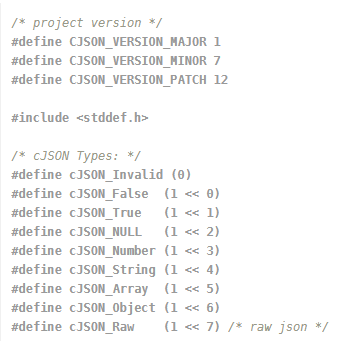 /* project version */
#define CJSON_VERSION_MAJOR 1
#define CJSON_VERSION_MINOR 7
#define CJSON_VERSION_PATCH 12

#include <stddef.h>

/* cJSON Types: */
#define cJSON_Invalid (0)
#define cJSON_False  (1 << 0)
#define cJSON_True   (1 << 1)
#define cJSON_NULL   (1 << 2)
#define cJSON_Number (1 << 3)
#define cJSON_String (1 << 4)
#define cJSON_Array  (1 << 5)
#define cJSON_Object (1 << 6)
#define cJSON_Raw    (1 << 7) /* raw json */